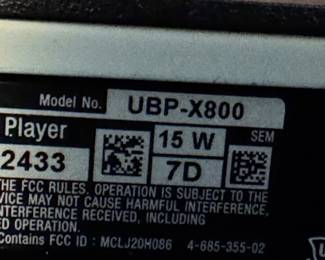 Model No. UBP-X800
Player
15 W
SEM
2433
7D
THE FCC RULES. OPERATION IS SUBJECT TO THE
VICE MAY NOT CAUSE HARMFUL INTERFERENCE,
INTERFERENCE RECEIVED, INCLUDING
D OPERATION.
Contains FCC ID : MCLJ20H086 4-685-355-02